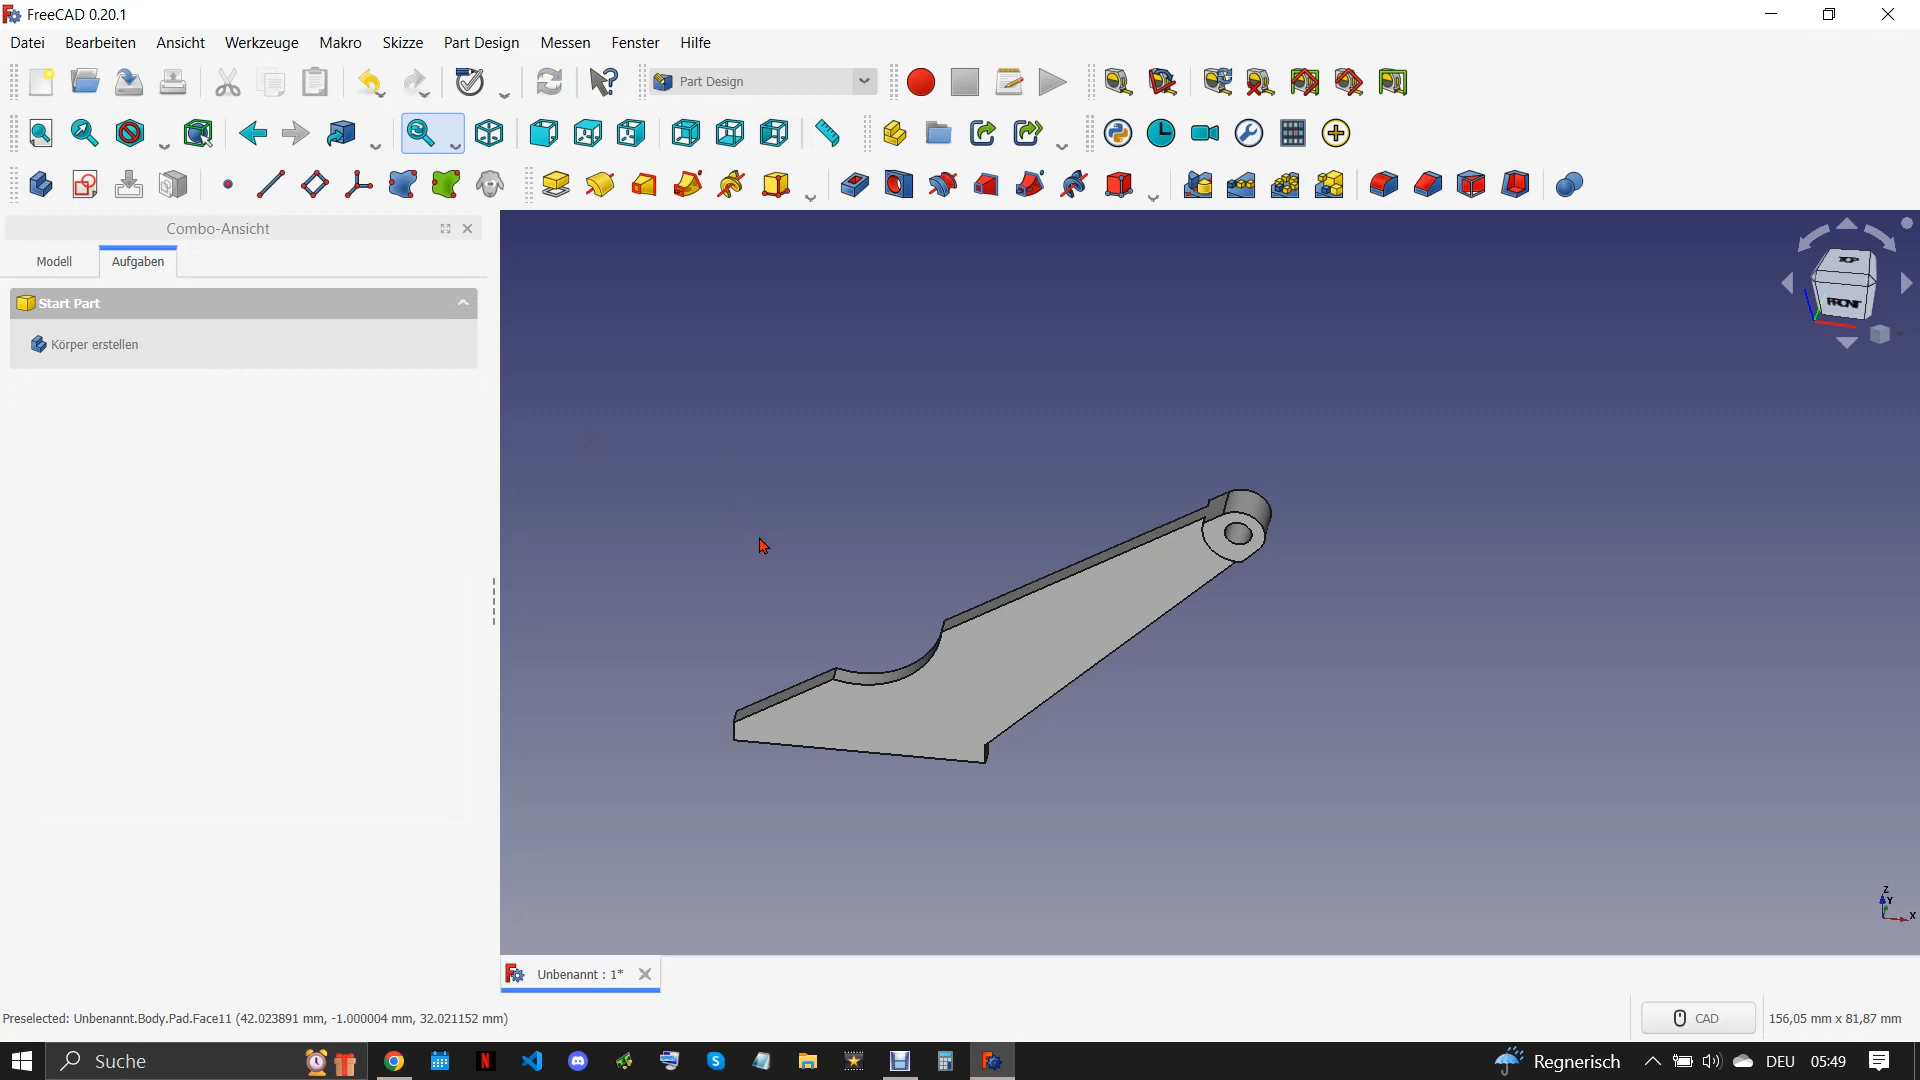 FreeCAD 0.20.1
Datei Bearbeiten Ansicht Werkzeuge Makro Skizze Part Design Messen Fenster Hilfe
Part Design
Combo-Ansicht
Modell Aufgaben
Start Part
Körper erstellen
TOP
FRONT
Z
Y
X
Unbenannt : 1*
Preselected: Unbenannt.Body.Pad.Face11 (42.023891 mm, -1.000004 mm, 32.021152 mm)
CAD 156,05 mm x 81,87 mm
Suche Regnerisch DEU 05:49